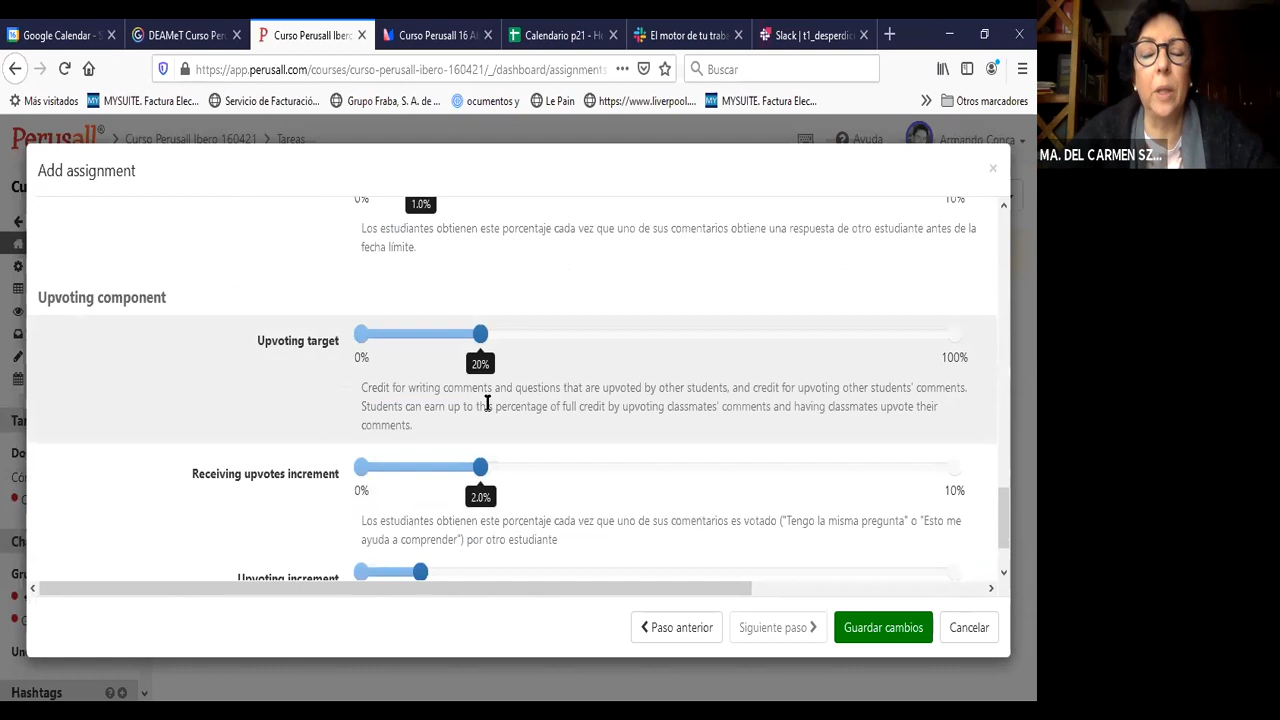 Google Calendar - S
DEAMeT Curso Per
Curso Perusall Iberc
Curso Perusall 16 Al
Calendario p21 - Ho
El motor de tu traba
Slack | t1_desperdic
https://app.perusall.com/courses/curso-perusall-ibero-160421/_/dashboard/assignments
Buscar
Más visitados
MYSUITE. Factura Elec...
Servicio de Facturació...
Grupo Fraba, S. A. de ...
ocumentos y
Le Pain
https://www.liverpool....
MYSUITE. Factura Elec...
Otros marcadores
Perusall®
Curso Perusall Ibero 160421
Tareas
Ayuda
Armando Conca
MA. DEL CARMEN SZ...
Add assignment
×
0%
1.0%
10%
Los estudiantes obtienen este porcentaje cada vez que uno de sus comentarios obtiene una respuesta de otro estudiante antes de la
fecha límite.
Upvoting component
Upvoting target
0%
20%
100%
Credit for writing comments and questions that are upvoted by other students, and credit for upvoting other students' comments.
Students can earn up to this percentage of full credit by upvoting classmates' comments and having classmates upvote their
comments.
Receiving upvotes increment
0%
2.0%
10%
Los estudiantes obtienen este porcentaje cada vez que uno de sus comentarios es votado ("Tengo la misma pregunta" o "Esto me
ayuda a comprender") por otro estudiante
Upvoting increment
Paso anterior
Siguiente paso
Guardar cambios
Cancelar
Hashtags